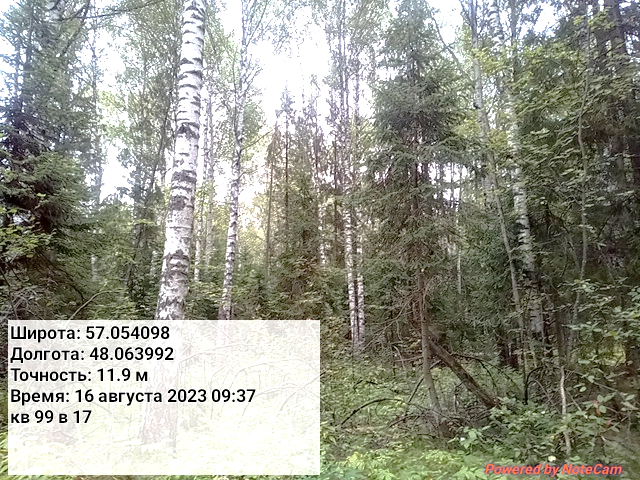 Широта: 57.054098
Долгота: 48.063992
Точность: 11.9 м
Время: 16 августа 2023 09:37
кв 99 в 17
Powered by NoteCam